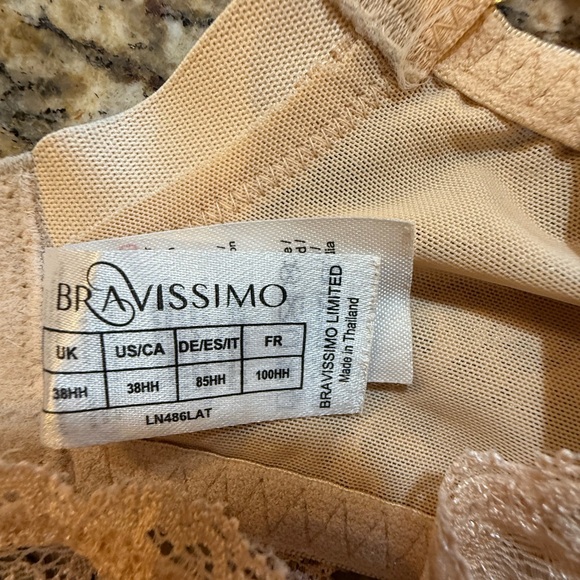 BRAVISSIMO
UK US/CA DE/ES/IT FR
38HH 38HH 85HH 100HH
LN486LAT
BRAVISSIMO LIMITED
Made in Thailand